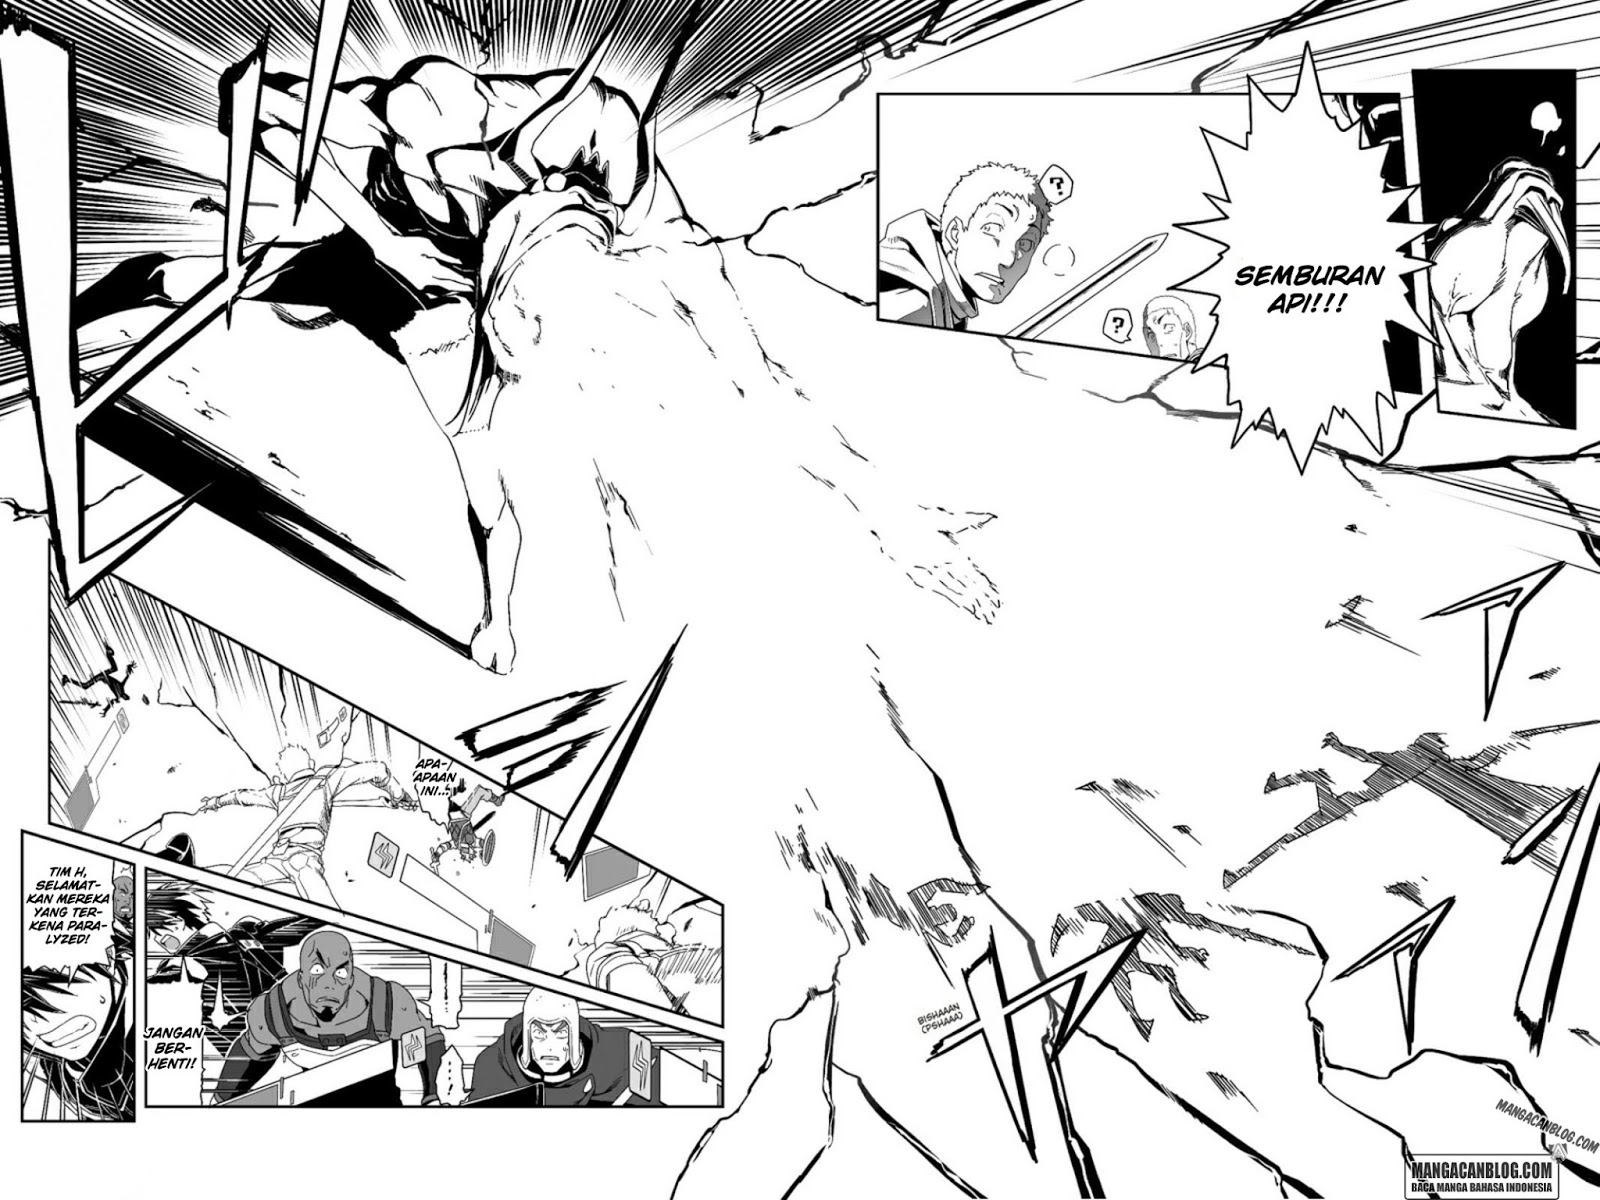 SEMBURAN
API!!!
?
?
APA-
APAAN
INI...
BISHAAAN
(PSHAAA)
......
....
JANGAN
BER-
HENTI!!
TIM H,
SELAMAT-
KAN MEREKA
YANG TER-
KENA PARA-
LYZED!
MANGACANBLOG.COM
MANGACANBLOG.COM
BACA MANGA BAHASA INDONESIA